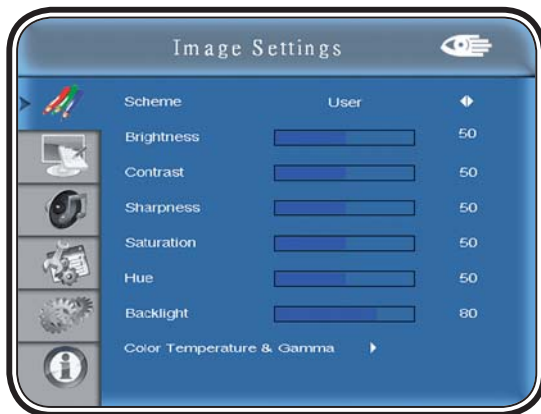 Image Settings
Scheme User
Brightness 50
Contrast 50
Sharpness 50
Saturation 50
Hue 50
Backlight 80
Color Temperature & Gamma